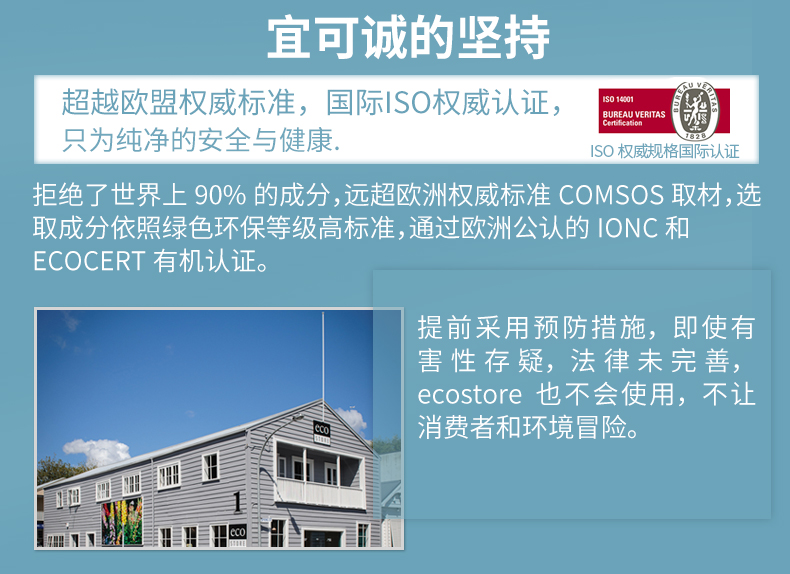 宜可诚的坚持
超越欧盟权威标准，国际ISO权威认证，
只为纯净的安全与健康.
ISO 14001
BUREAU VERITAS
Certification
BUREAU VERITAS
1828
ISO 权威规格国际认证
拒绝了世界上 90% 的成分,远超欧洲权威标准 COMSOS 取材,选
取成分依照绿色环保等级高标准,通过欧洲公认的 IONC 和
ECOCERT 有机认证。
提前采用预防措施，即使有
害性存疑，法律未完善，
ecostore 也不会使用，不让
消费者和环境冒险。
eco
STORE
1
eco
STORE